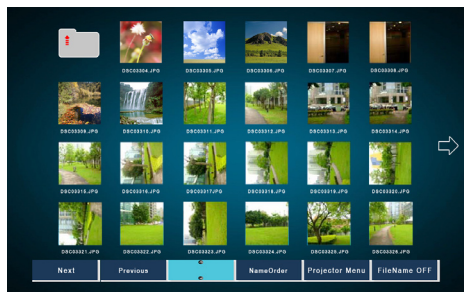 DSC03304.JPG DSC03305.JPG DSC03306.JPG DSC03307.JPG DSC03308.JPG
DSC03309.JPG DSC03310.JPG DSC03311.JPG DSC03312.JPG DSC03313.JPG DSC03314.JPG
DSC03315.JPG DSC03316.JPG DSC03317.JPG DSC03318.JPG DSC03319.JPG DSC03320.JPG
DSC03321.JPG DSC03322.JPG DSC03323.JPG DSC03324.JPG DSC03325.JPG DSC03326.JPG
Next Previous NameOrder Projector Menu FileName OFF